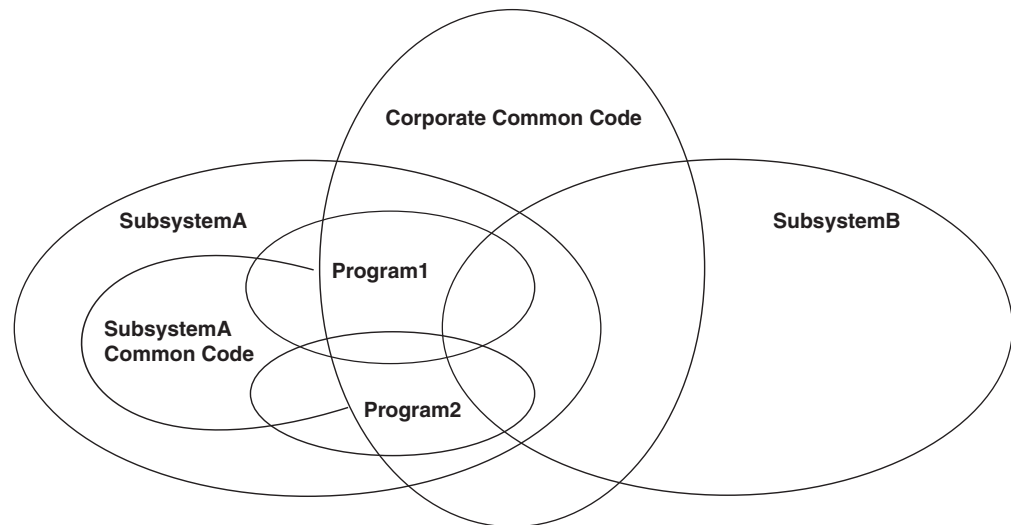 Corporate Common Code
SubsystemA
SubsystemB
Program1
SubsystemA
Common Code
Program2